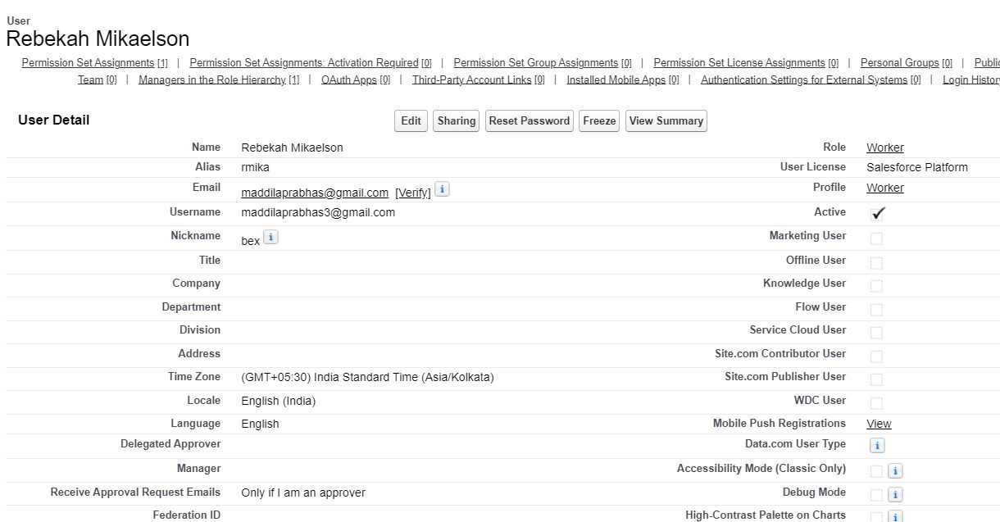 User
Rebekah Mikaelson
Permission Set Assignments [1] | Permission Set Assignments: Activation Required [0] | Permission Set Group Assignments [0] | Permission Set License Assignments [0] | Personal Groups [0] | Public
Team [0] | Managers in the Role Hierarchy [1] | OAuth Apps [0] | Third-Party Account Links [0] | Installed Mobile Apps [0] | Authentication Settings for External Systems [0] | Login History
User Detail Edit Sharing Reset Password Freeze View Summary
Name Rebekah Mikaelson Role Worker
Alias rmika User License Salesforce Platform
Email maddilaprabhas@gmail.com [Verify] i Profile Worker
Username maddilaprabhas3@gmail.com Active
Nickname bex i Marketing User
Title Offline User
Company Knowledge User
Department Flow User
Division Service Cloud User
Address Site.com Contributor User
Time Zone (GMT+05:30) India Standard Time (Asia/Kolkata) Site.com Publisher User
Locale English (India) WDC User
Language English Mobile Push Registrations View
Delegated Approver Data.com User Type i
Manager Accessibility Mode (Classic Only) i
Receive Approval Request Emails Only if I am an approver Debug Mode i
Federation ID High-Contrast Palette on Charts i